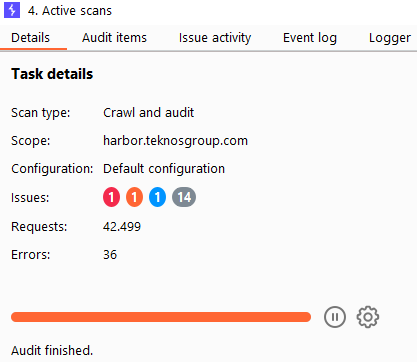 4. Active scans
Details Audit items Issue activity Event log Logger
Task details
Scan type: Crawl and audit
Scope: harbor.teknosgroup.com
Configuration: Default configuration
Issues: 1 1 1 14
Requests: 42.499
Errors: 36
Audit finished.